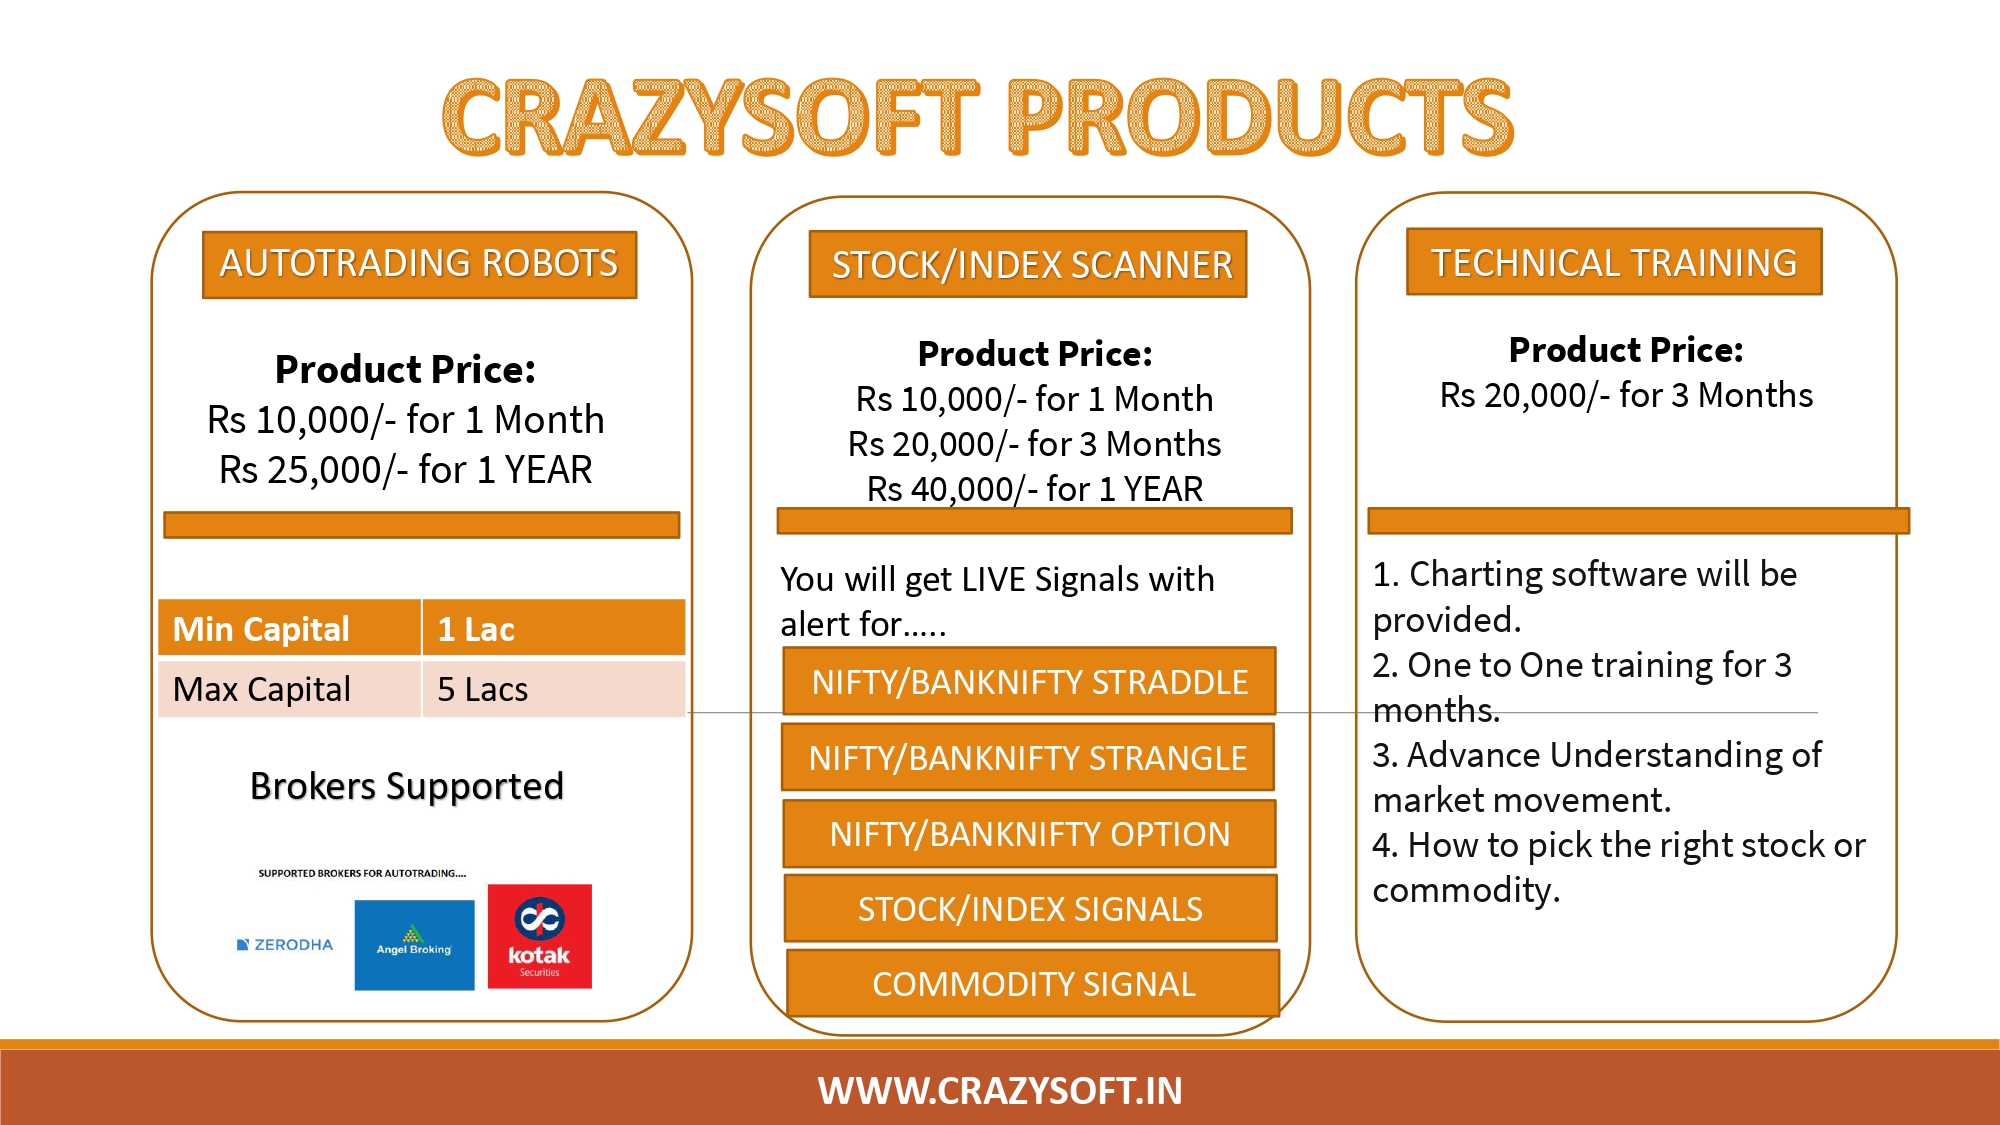 CRAZYSOFT PRODUCTS
AUTOTRADING ROBOTS
Product Price:
Rs 10,000/- for 1 Month
Rs 25,000/- for 1 YEAR
Min Capital 1 Lac
Max Capital 5 Lacs
Brokers Supported
SUPPORTED BROKERS FOR AUTOTRADING....
ZERODHA
Angel Broking
kotak
Securities
STOCK/INDEX SCANNER
Product Price:
Rs 10,000/- for 1 Month
Rs 20,000/- for 3 Months
Rs 40,000/- for 1 YEAR
You will get LIVE Signals with
alert for.....
NIFTY/BANKNIFTY STRADDLE
NIFTY/BANKNIFTY STRANGLE
NIFTY/BANKNIFTY OPTION
STOCK/INDEX SIGNALS
COMMODITY SIGNAL
TECHNICAL TRAINING
Product Price:
Rs 20,000/- for 3 Months
1. Charting software will be
provided.
2. One to One training for 3
months.
3. Advance Understanding of
market movement.
4. How to pick the right stock or
commodity.
WWW.CRAZYSOFT.IN